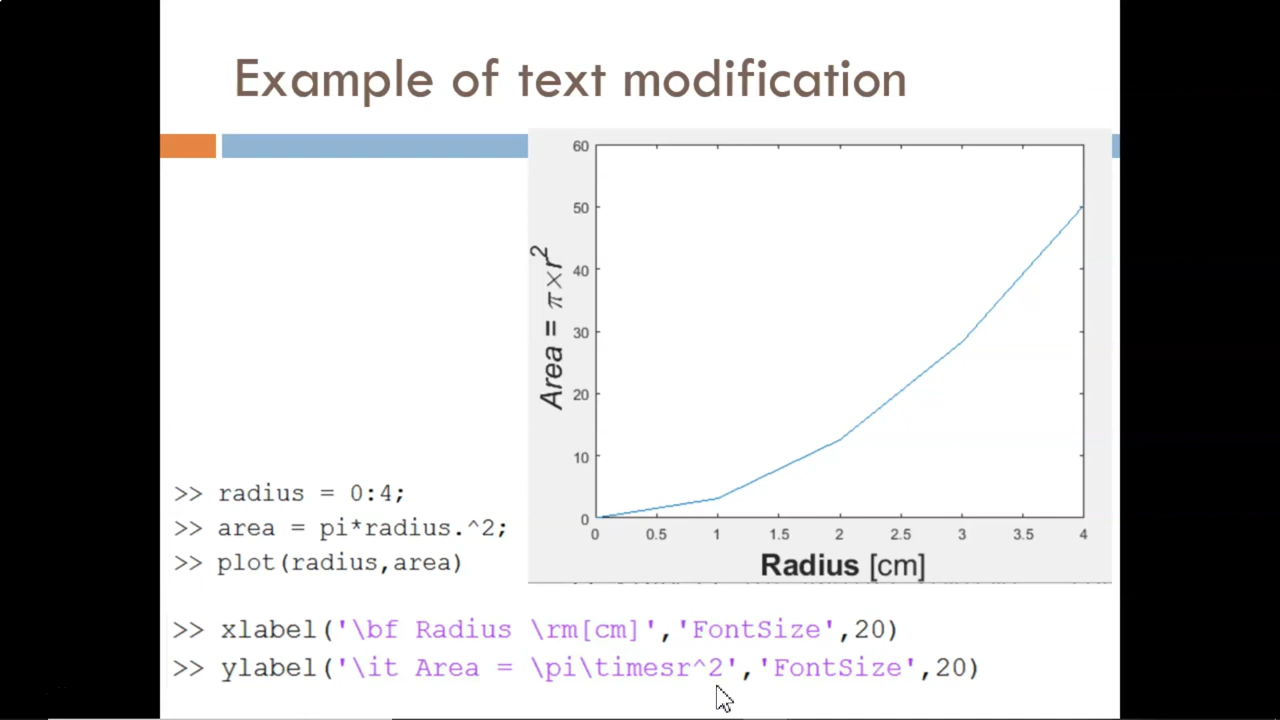 Example of text modification
60
50
40
30
20
10
0
Area = π×r²
0 0.5 1 1.5 2 2.5 3 3.5 4
Radius [cm]
>> radius = 0:4;
>> area = pi*radius.^2;
>> plot(radius,area)
>> xlabel('\bf Radius \rm[cm]','FontSize',20)
>> ylabel('\it Area = \pi\timesr^2','FontSize',20)